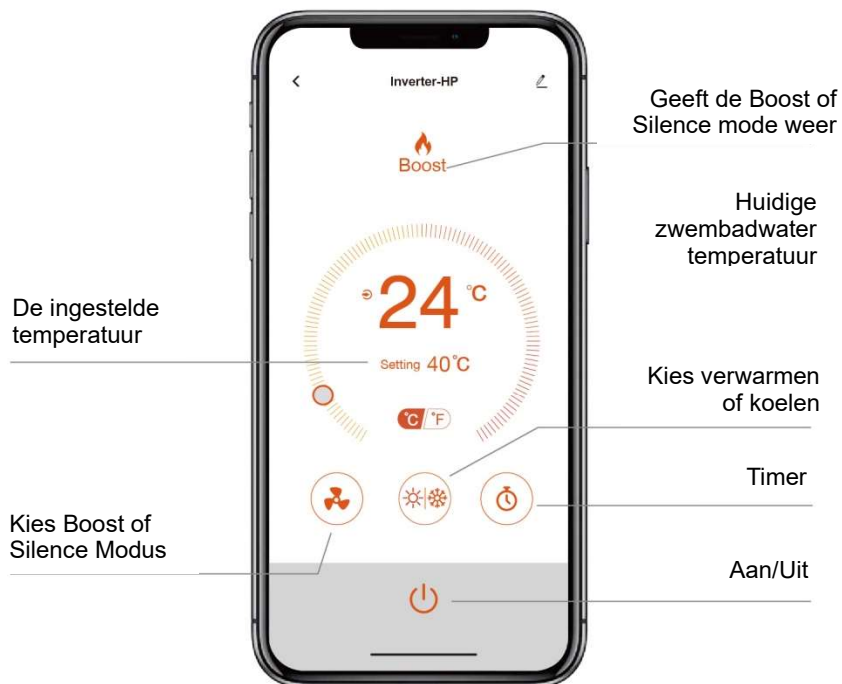 Inverter-HP
Geeft de Boost of
Silence mode weer
Boost
Huidige
zwembadwater
temperatuur
24 °C
De ingestelde
temperatuur
Setting 40°C
Kies verwarmen
of koelen
°C/°F
Timer
Kies Boost of
Silence Modus
Aan/Uit